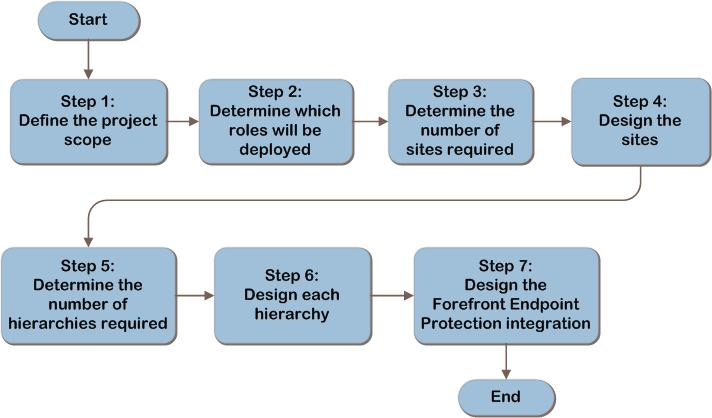 Start
Step 1:
Define the project
scope
Step 2:
Determine which
roles will be
deployed
Step 3:
Determine the
number of
sites required
Step 4:
Design the
sites
Step 5:
Determine the
number of
hierarchies required
Step 6:
Design each
hierarchy
Step 7:
Design the
Forefront Endpoint
Protection integration
End